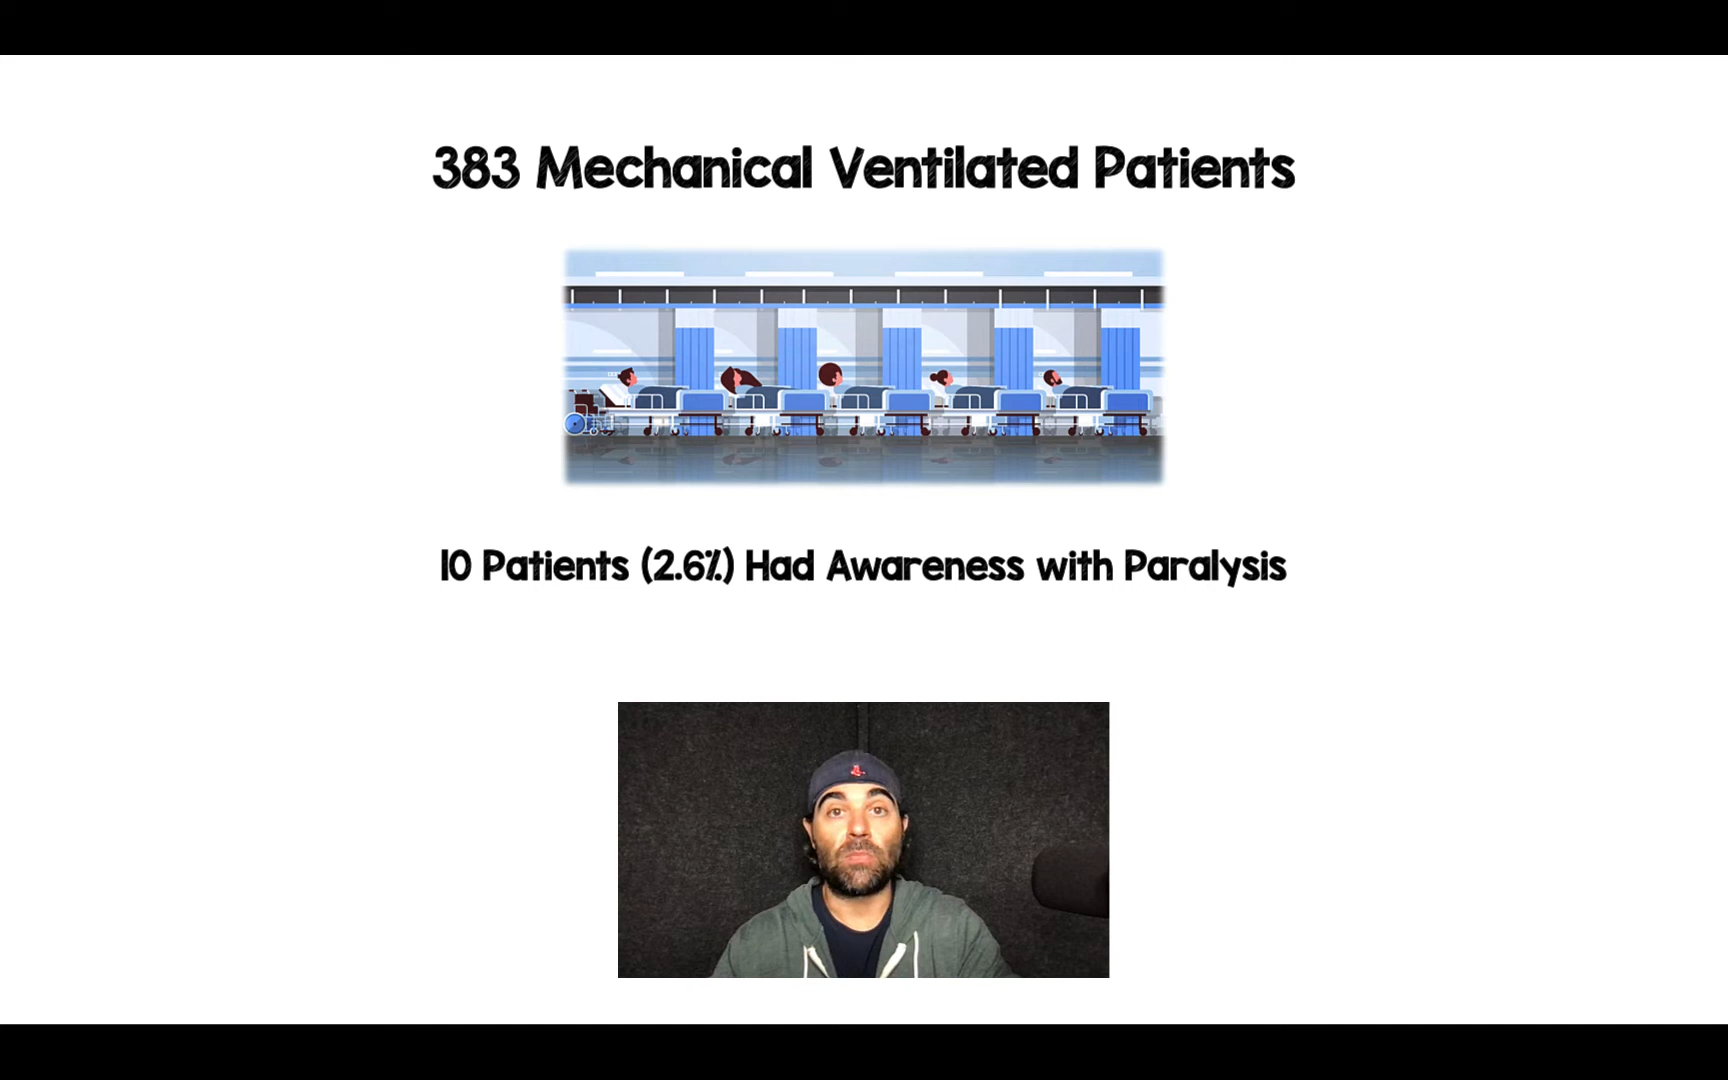 383 Mechanical Ventilated Patients
10 Patients (2.6%) Had Awareness with Paralysis